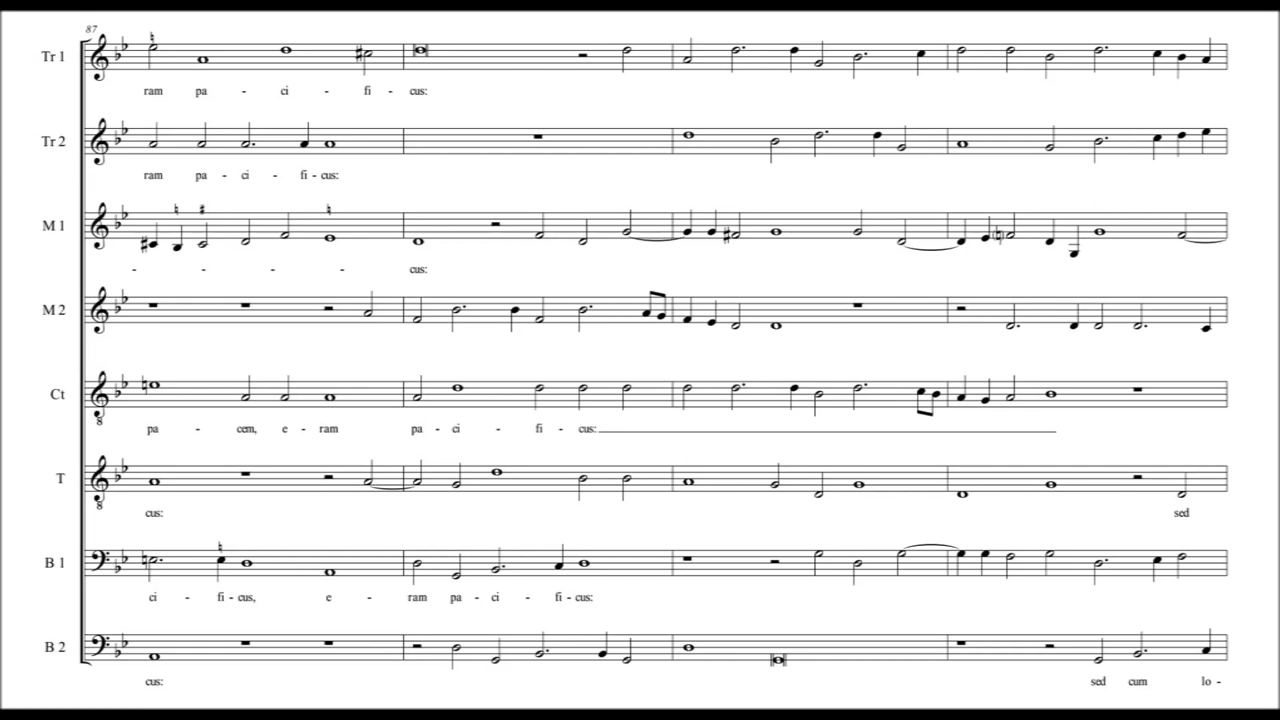 87
Tr 1
ram pa - ci - fi - cus:
Tr 2
ram pa - ci - fi - cus:
M 1
- - - - cus:
M 2
Ct
pa - cem, e - ram pa - ci - fi - cus:
T
cus: sed
B 1
ci - fi - cus, e - ram pa - ci - fi - cus:
B 2
cus: sed cum lo -